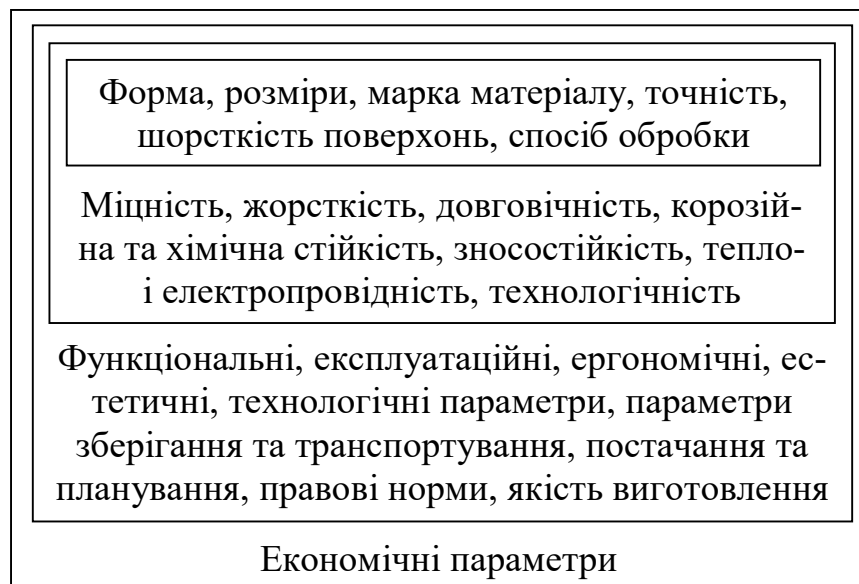 Форма, розміри, марка матеріалу, точність,
шорсткість поверхонь, спосіб обробки
Міцність, жорсткість, довговічність, корозій-
на та хімічна стійкість, зносостійкість, тепло-
і електропровідність, технологічність
Функціональні, експлуатаційні, ергономічні, ес-
тетичні, технологічні параметри, параметри
зберігання та транспортування, постачання та
планування, правові норми, якість виготовлення
Економічні параметри